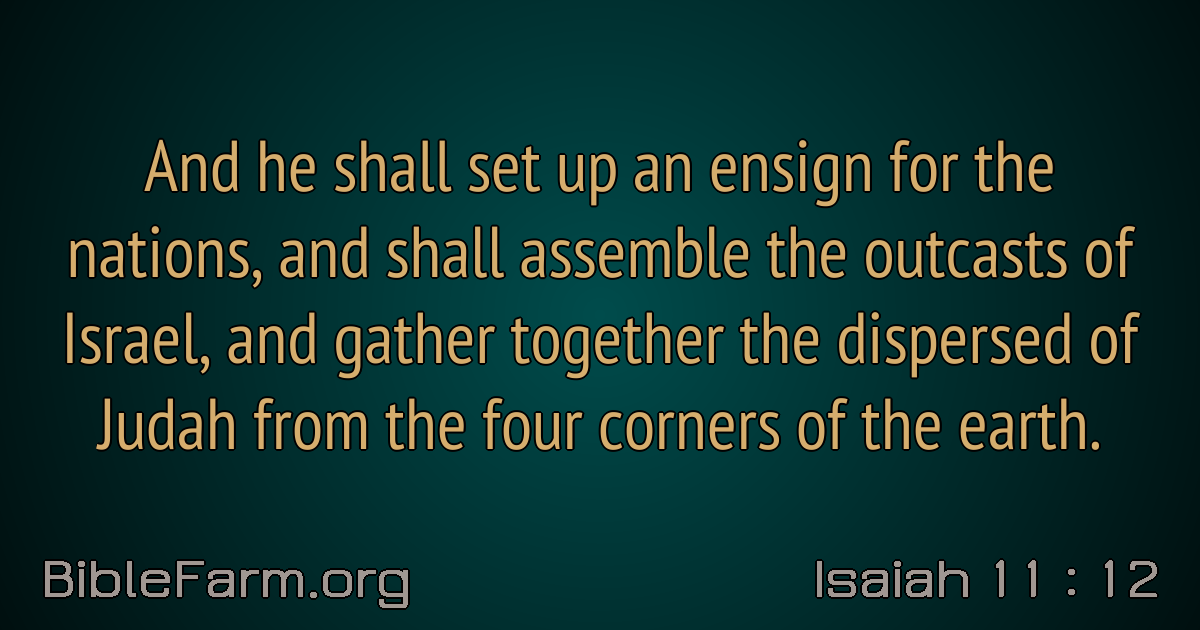 And he shall set up an ensign for the
nations, and shall assemble the outcasts of
Israel, and gather together the dispersed of
Judah from the four corners of the earth.
BibleFarm.org
Isaiah 11 : 12